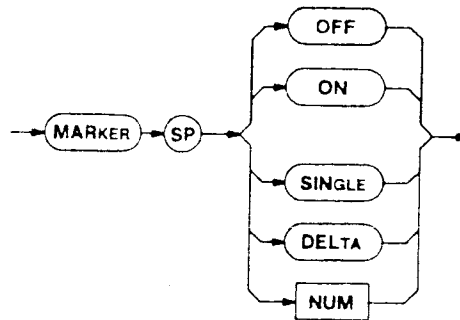 OFF
ON
MARKER SP
SINGLE
DELTA
NUM